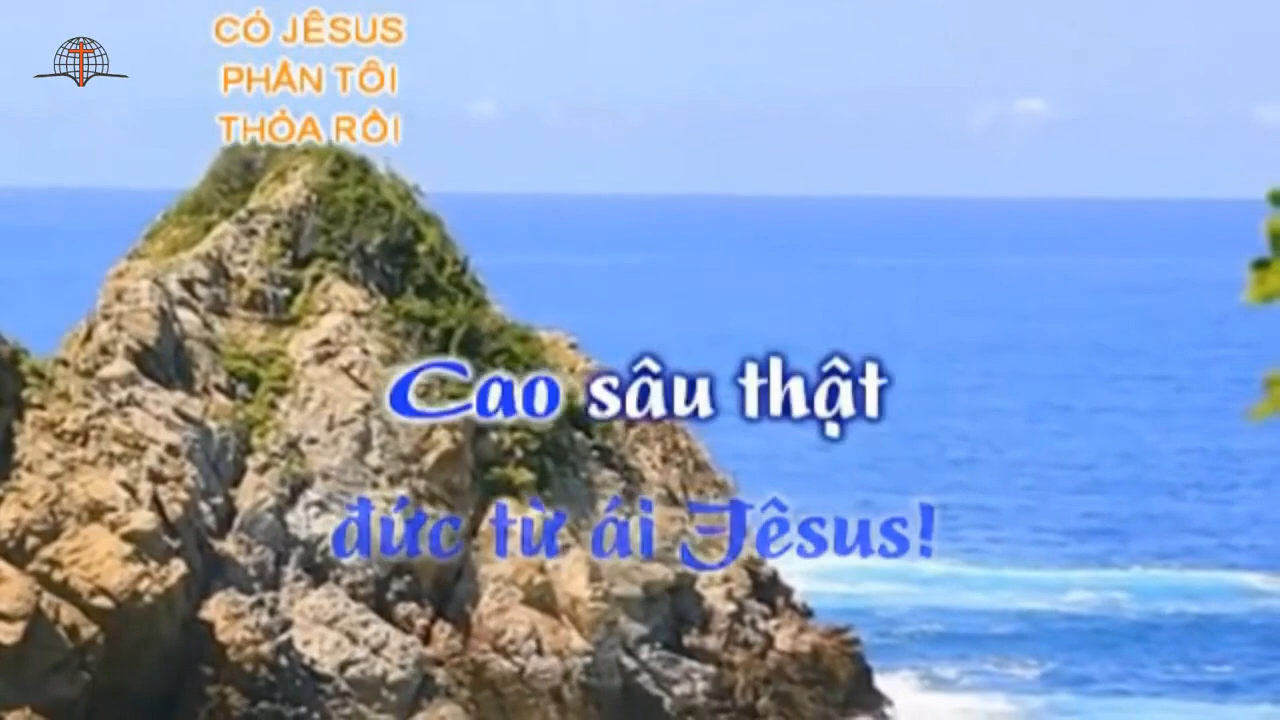 CÓ JÊSUS
PHẦN TÔI
THỎA RỒI
Cao sâu thật
đức từ ái Jêsus!